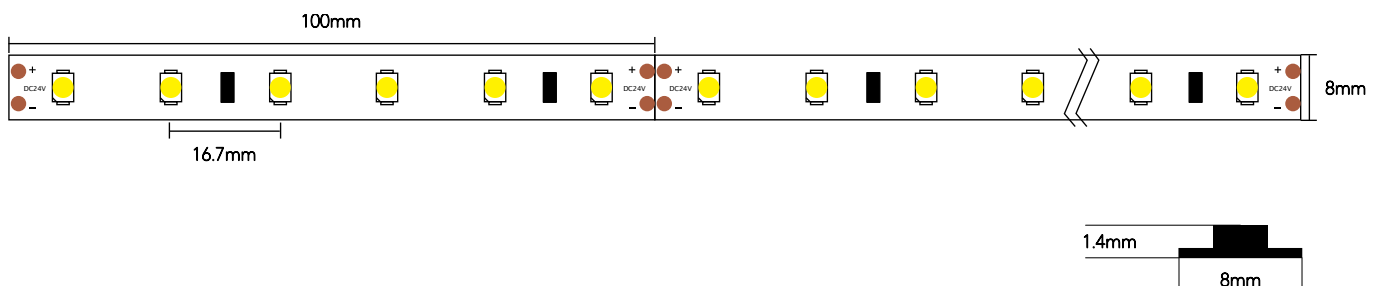 100mm
+ + + +
DC24V DC24V DC24V DC24V
- - - -
8mm
16.7mm
1.4mm
8mm